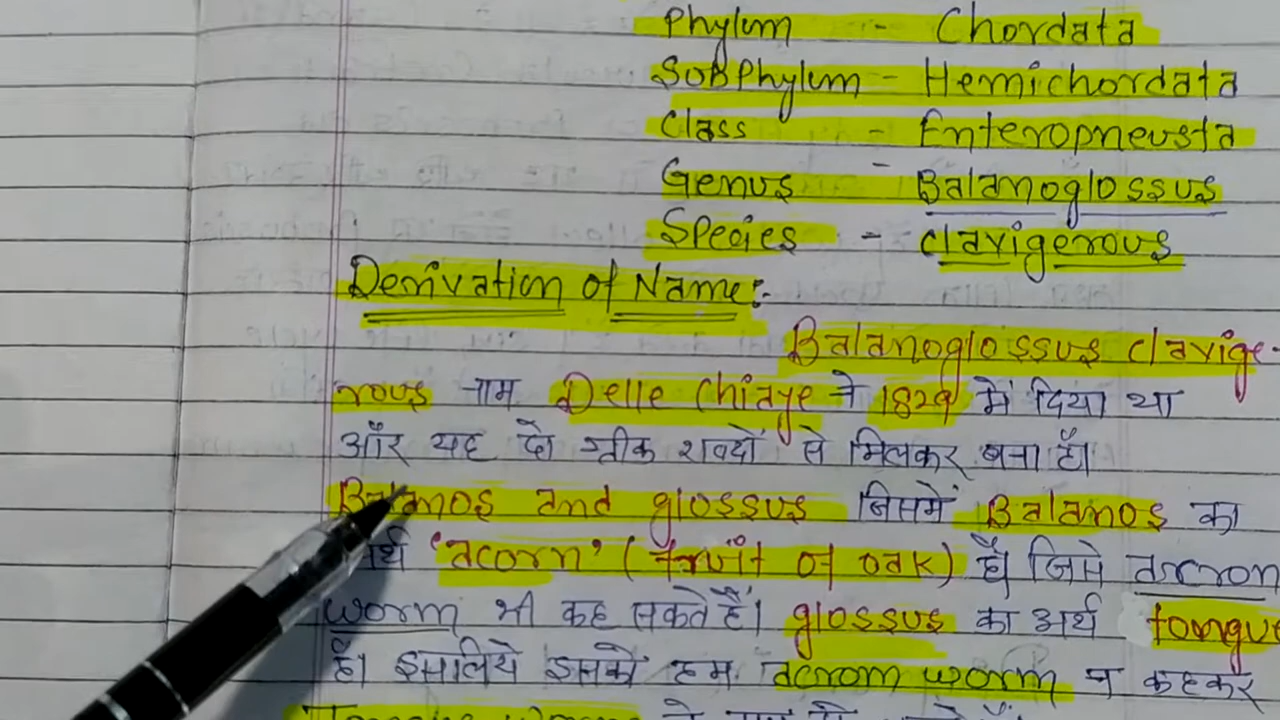 Phylum - Chordata
SubPhylum - Hemichordata
Class - Enteropneusta
Genus - Balanoglossus
Species - clavigerous
Derivation of Name:-
Balanoglossus clavige-
rous नाम Delle Chiaye ने 1829 में दिया था
और यह दो ग्रीक शब्दों से मिलकर बना है।
Balanos and glossus जिसमें Balanos का
अर्थ 'acorn' (fruit of oak) है। जिसे ascron
worm भी कह सकते हैं। glossus का अर्थ tongue
है। इसलिये इसको हम acrom worm न कहकर